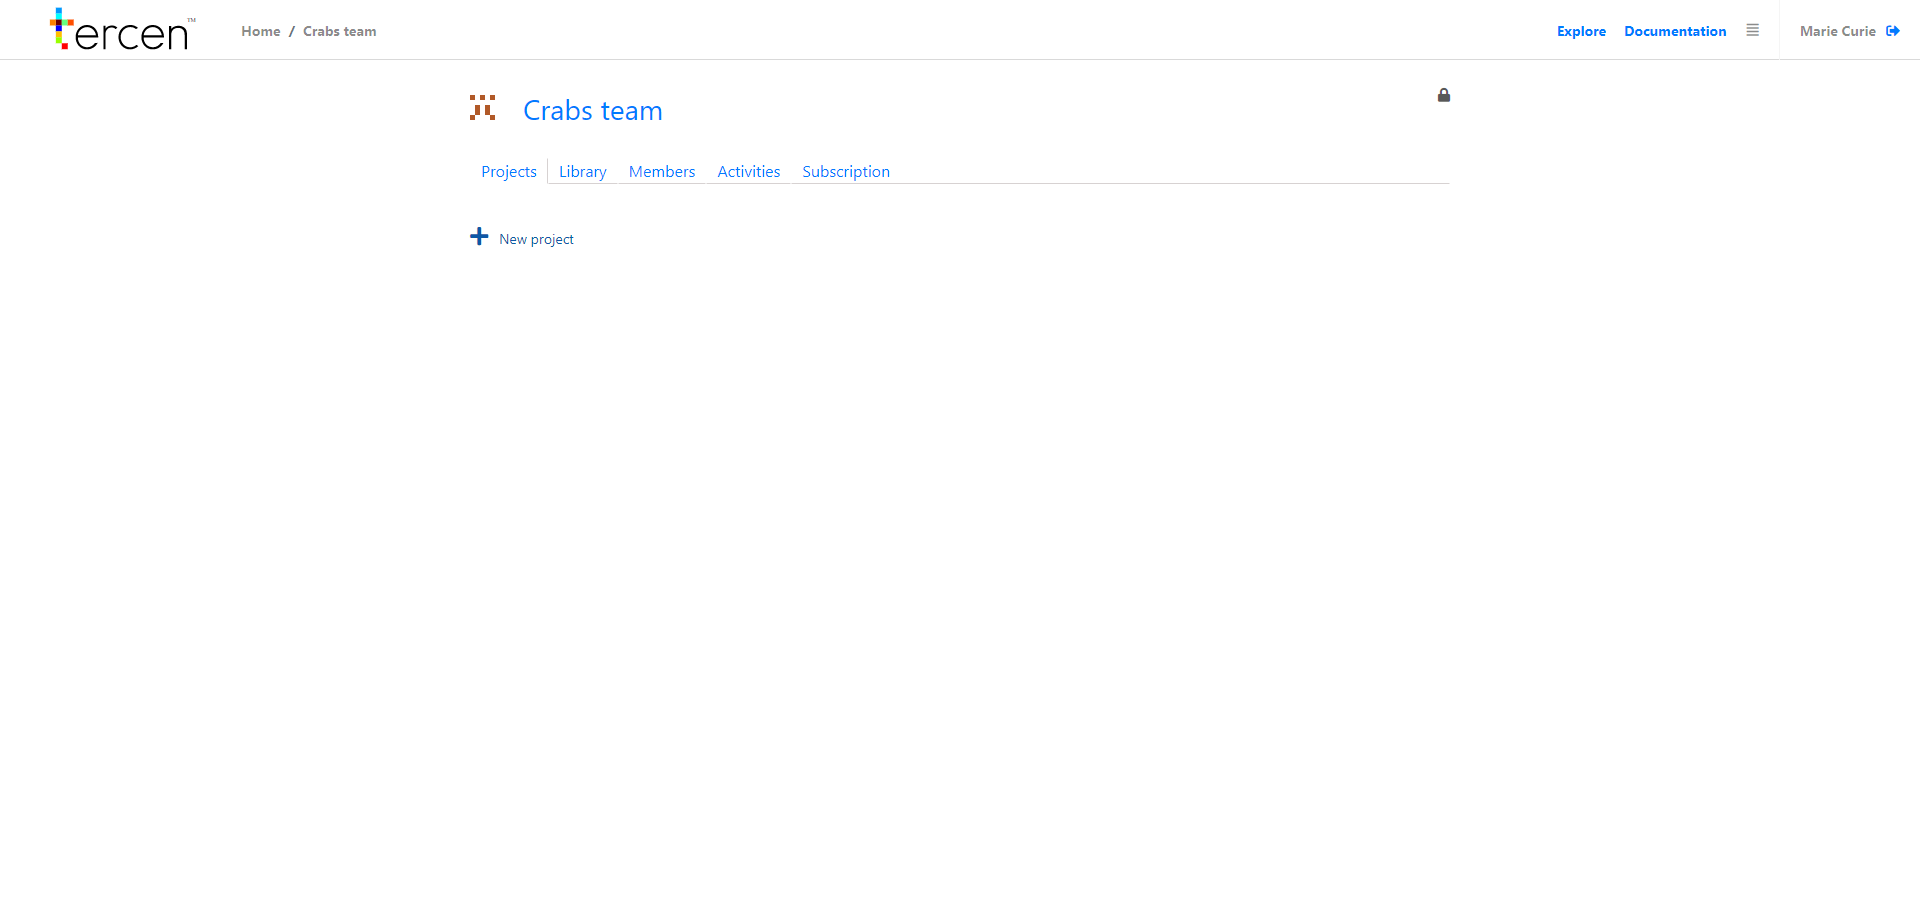 tercen™ Home / Crabs team Explore Documentation Marie Curie
Crabs team
Projects Library Members Activities Subscription
New project